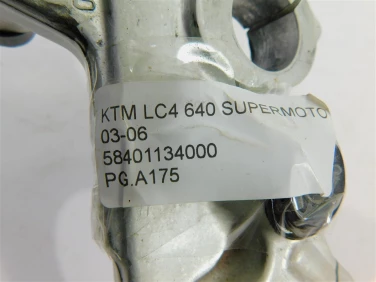 KTM LC4 640 SUPERMOTO
03-06
58401134000
PG.A175